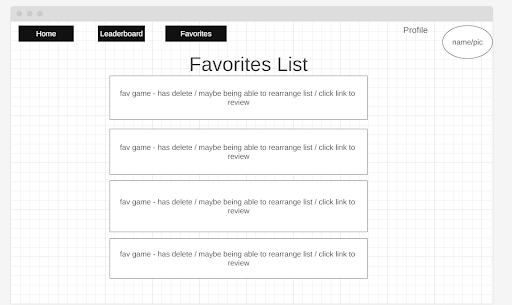 Home Leaderboard Favorites Profile name/pic
Favorites List
fav game - has delete / maybe being able to rearrange list / click link to
review
fav game - has delete / maybe being able to rearrange list / click link to
review
fav game - has delete / maybe being able to rearrange list / click link to
review
fav game - has delete / maybe being able to rearrange list / click link to
review